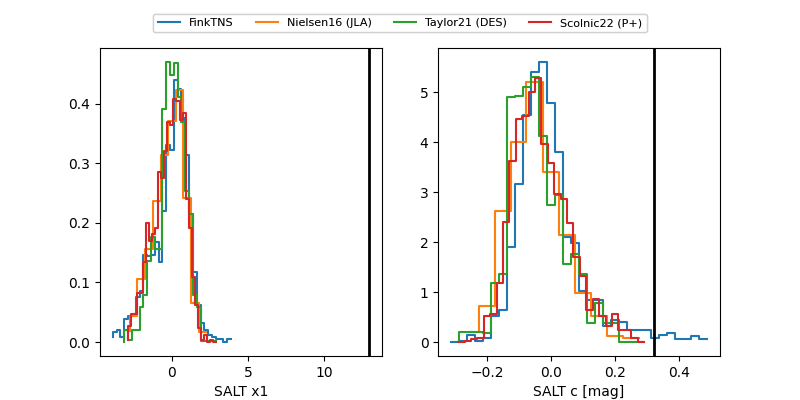 FinkTNS Nielsen16 (JLA) Taylor21 (DES) Scolnic22 (P+)
0.4
0.3
0.2
0.1
0.0
0 5 10
SALT x1
5
4
3
2
1
0
−0.2 0.0 0.2 0.4
SALT c [mag]